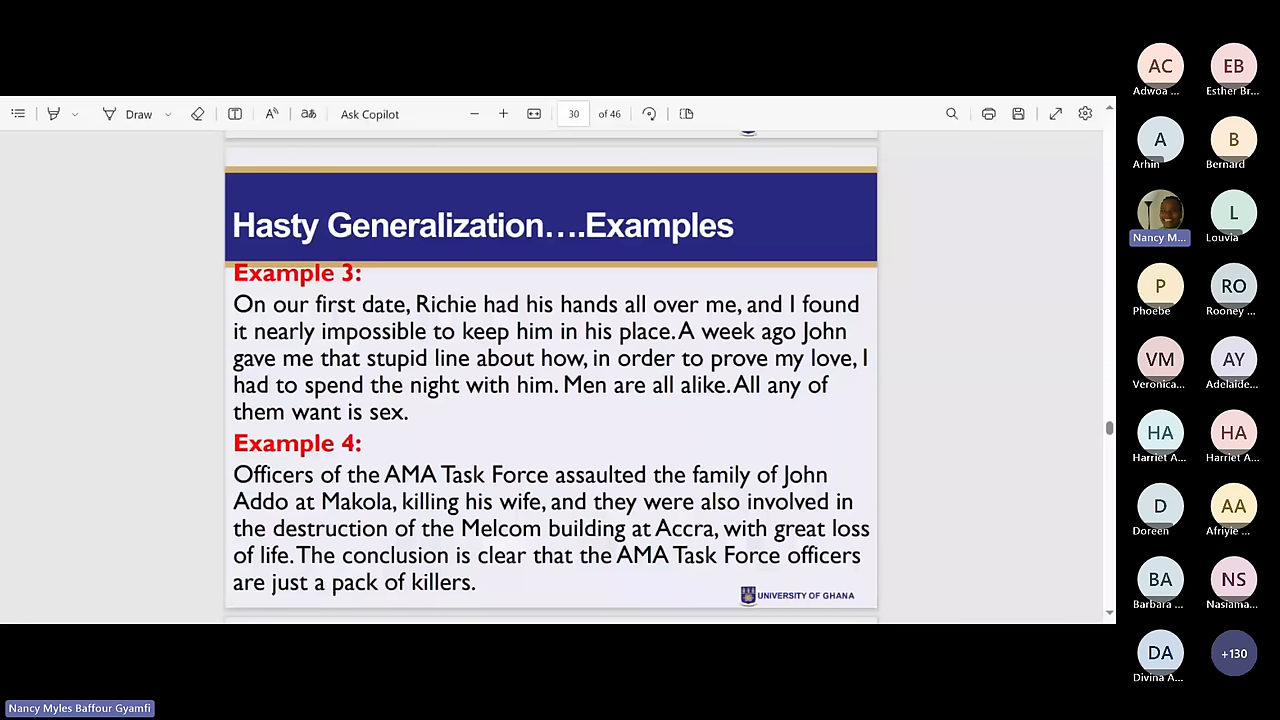 Draw
Ask Copilot
30 of 46
Hasty Generalization....Examples
Example 3:
On our first date, Richie had his hands all over me, and I found
it nearly impossible to keep him in his place. A week ago John
gave me that stupid line about how, in order to prove my love, I
had to spend the night with him. Men are all alike. All any of
them want is sex.
Example 4:
Officers of the AMA Task Force assaulted the family of John
Addo at Makola, killing his wife, and they were also involved in
the destruction of the Melcom building at Accra, with great loss
of life. The conclusion is clear that the AMA Task Force officers
are just a pack of killers.
UNIVERSITY OF GHANA
AC EB
Adwoa ... Esther Br...
A B
Arhin Bernard
L
Nancy M... Louvia
P RO
Phoebe Rooney ...
VM AY
Veronica... Adelaide...
HA HA
Harriet A... Harriet A...
D AA
Doreen Afriyie ...
BA NS
Barbara ... Nasiama...
DA +130
Divina A...
Nancy Myles Baffour Gyamfi